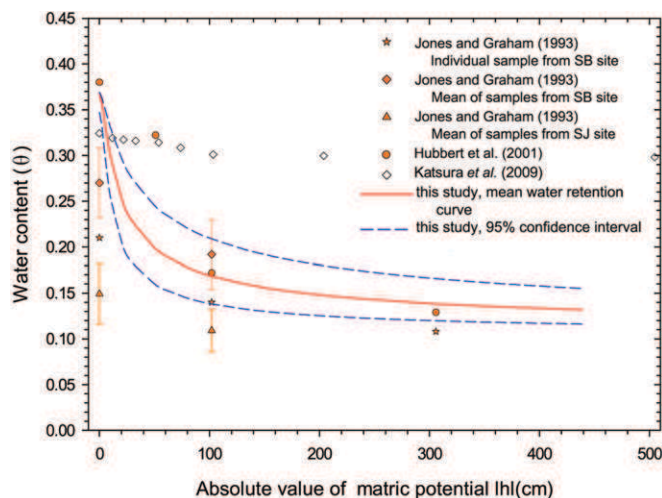 0.45
0.40
0.35
0.30
0.25
0.20
0.15
0.10
0.05
0.00
Water content (θ)
Jones and Graham (1993)
Individual sample from SB site
Jones and Graham (1993)
Mean of samples from SB site
Jones and Graham (1993)
Mean of samples from SJ site
Hubbert et al. (2001)
Katsura et al. (2009)
this study, mean water retention
curve
this study, 95% confidence interval
0 100 200 300 400 500
Absolute value of matric potential lhl(cm)